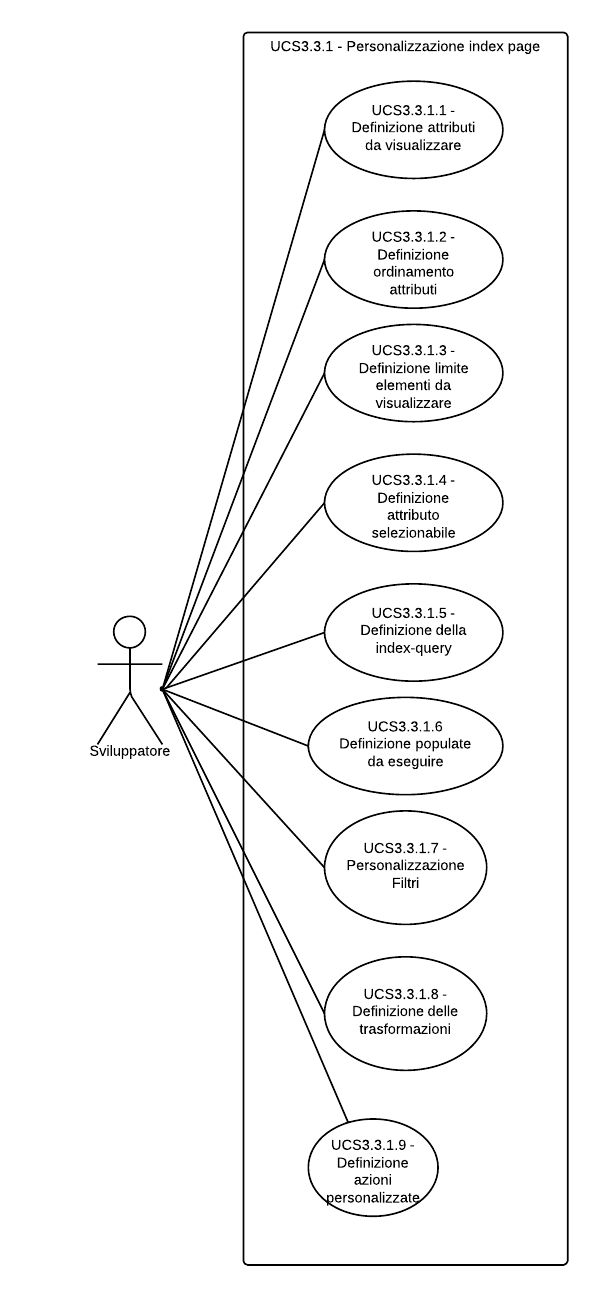 UCS3.3.1 - Personalizzazione index page
UCS3.3.1.1 -
Definizione attributi
da visualizzare
UCS3.3.1.2 -
Definizione
ordinamento
attributi
UCS3.3.1.3 -
Definizione limite
elementi da
visualizzare
UCS3.3.1.4 -
Definizione
attributo
selezionabile
UCS3.3.1.5 -
Definizione della
index-query
UCS3.3.1.6
Definizione populate
da eseguire
Sviluppatore
UCS3.3.1.7 -
Personalizzazione
Filtri
UCS3.3.1.8 -
Definizione delle
trasformazioni
UCS3.3.1.9 -
Definizione
azioni
personalizzate